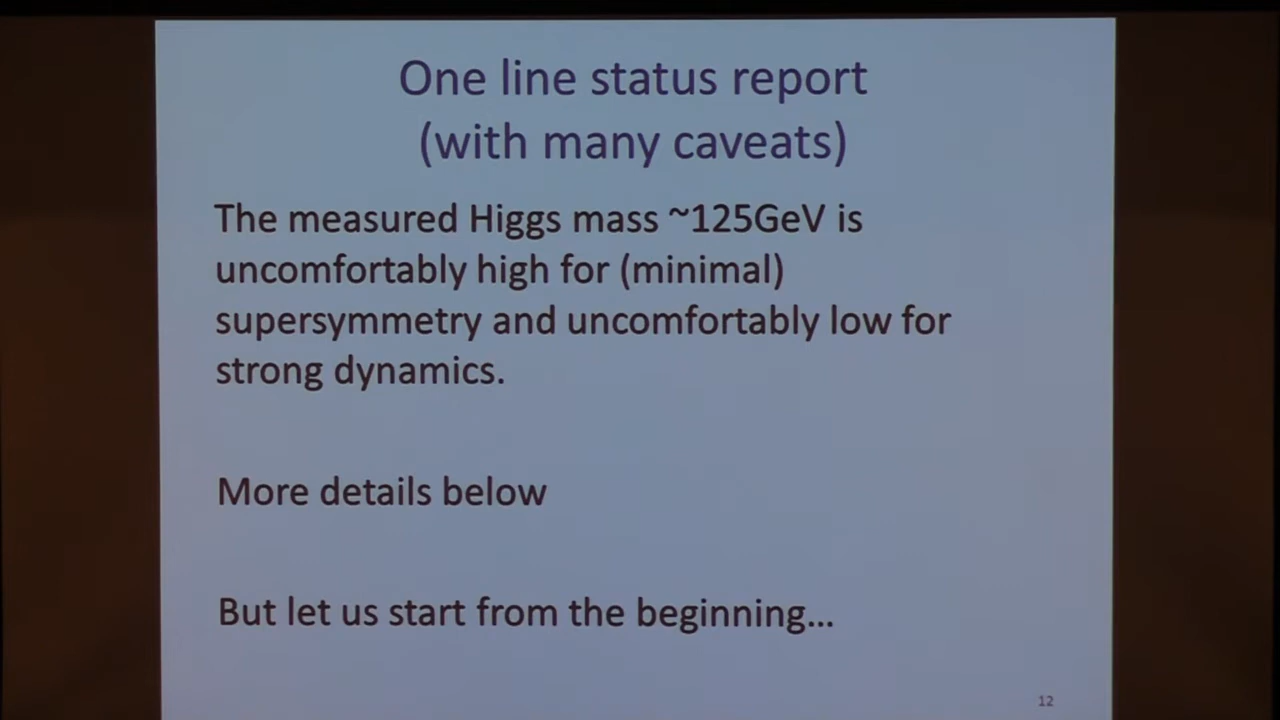 One line status report
(with many caveats)
The measured Higgs mass ~125GeV is
uncomfortably high for (minimal)
supersymmetry and uncomfortably low for
strong dynamics.
More details below
But let us start from the beginning...
12